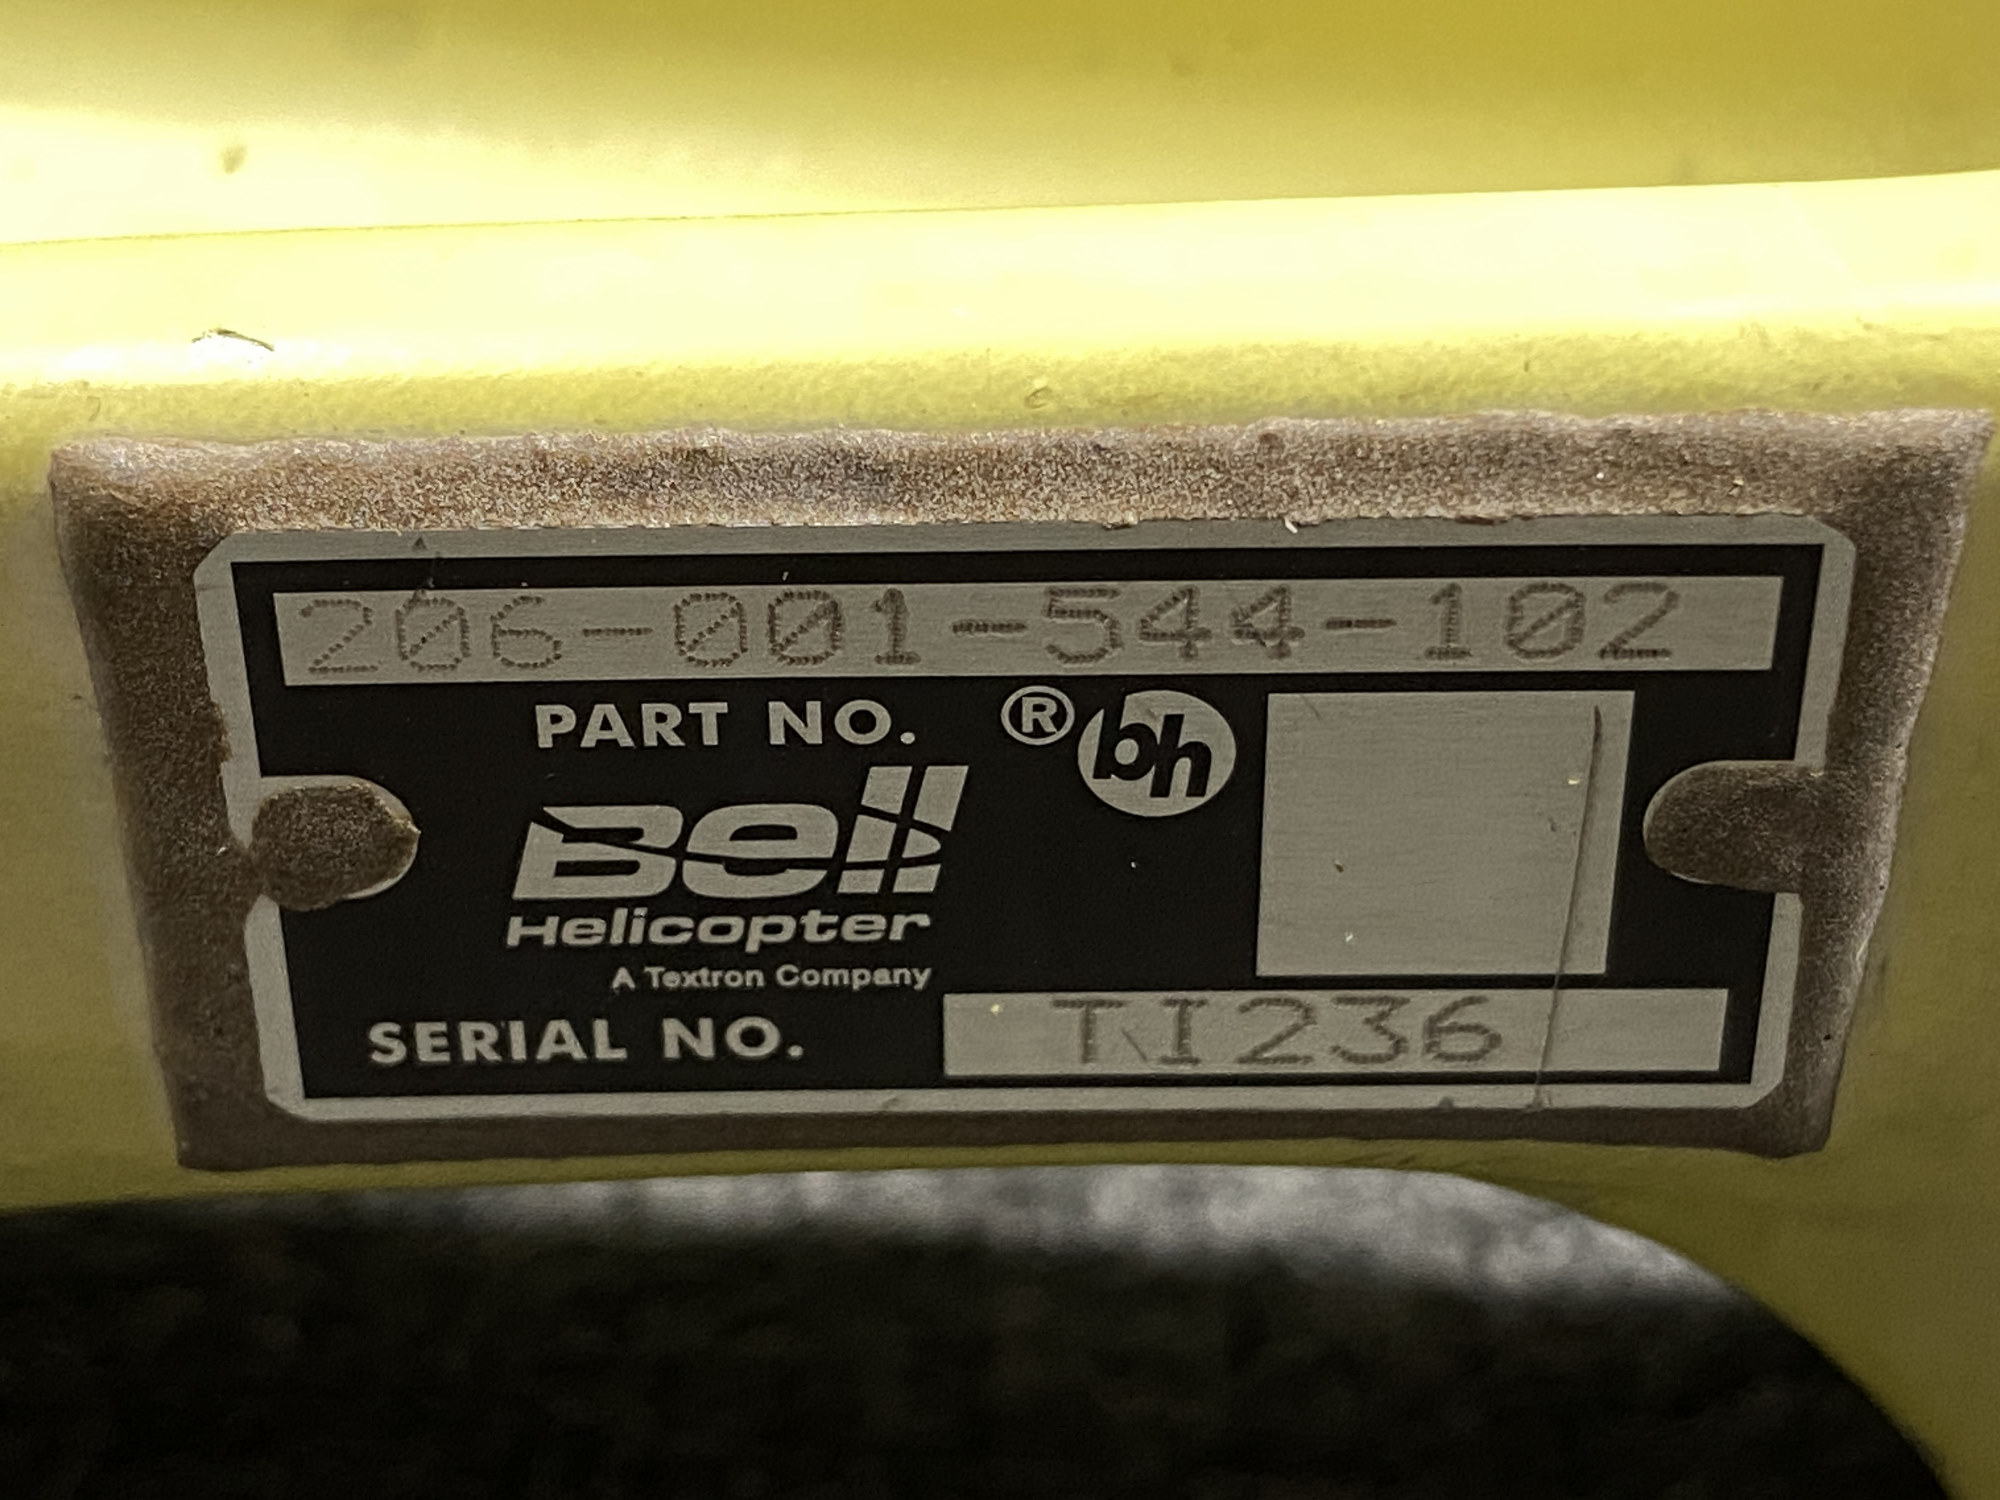 206-001-544-102
PART NO.
® bh
Bell
Helicopter
A Textron Company
SERIAL NO. TI236